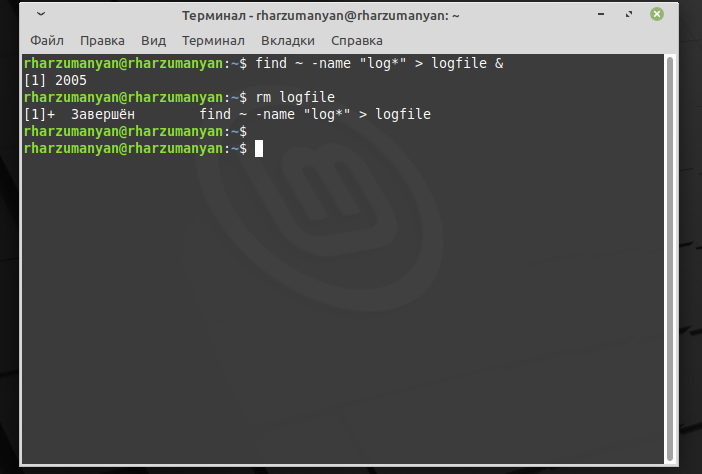 Терминал - rharzumanyan@rharzumanyan: ~
Файл Правка Вид Терминал Вкладки Справка
rharzumanyan@rharzumanyan:~$ find ~ -name "log*" > logfile &
[1] 2005
rharzumanyan@rharzumanyan:~$ rm logfile
[1]+  Завершён        find ~ -name "log*" > logfile
rharzumanyan@rharzumanyan:~$
rharzumanyan@rharzumanyan:~$